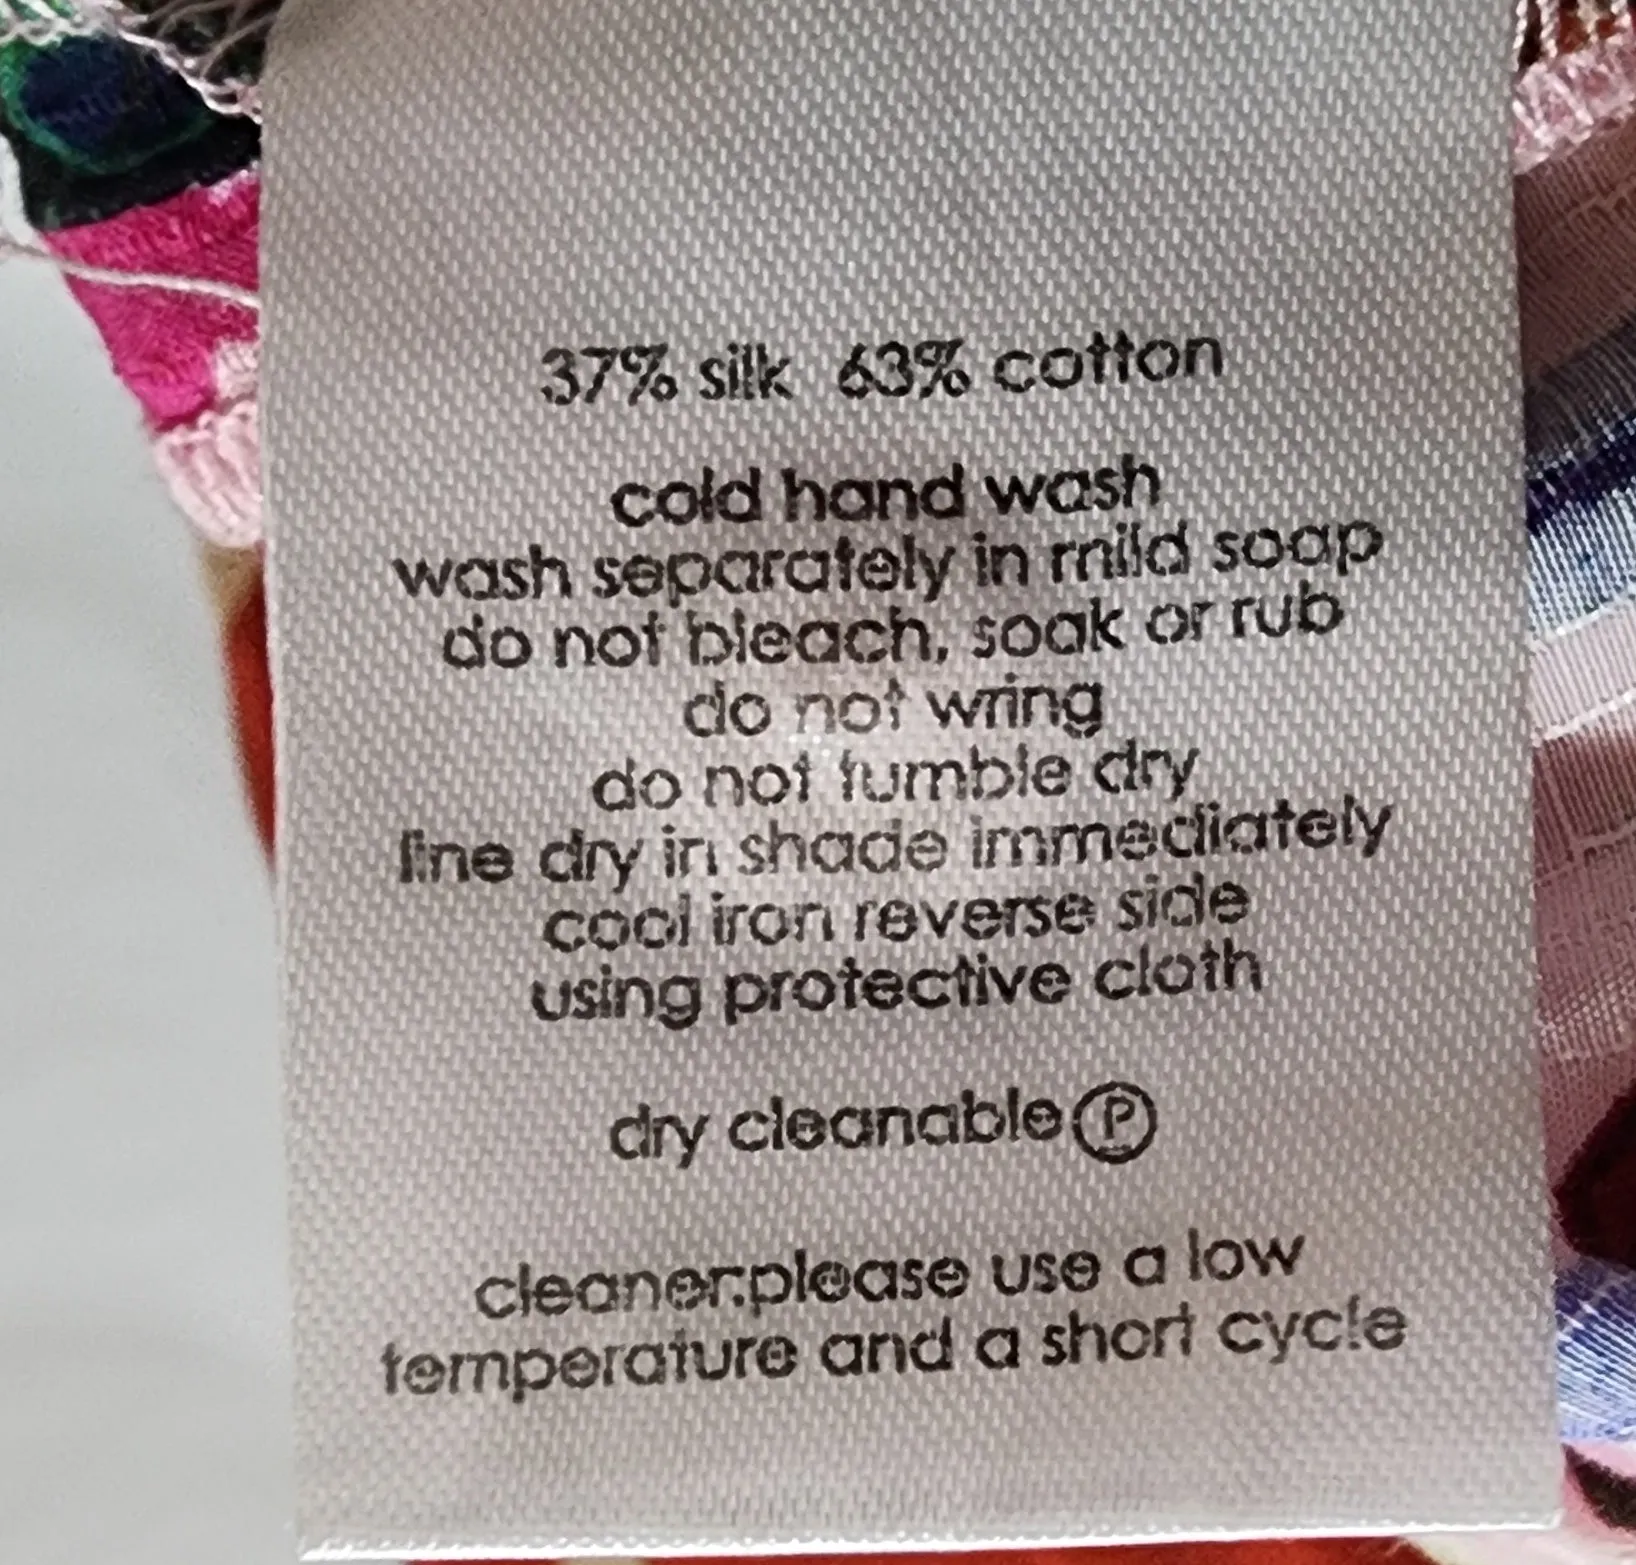 37% silk 63% cotton
cold hand wash
wash separately in mild soap
do not bleach, soak or rub
do not wring
do not tumble dry
line dry in shade immediately
cool iron reverse side
using protective cloth
dry cleanable Ⓟ
cleaner:please use a low
temperature and a short cycle